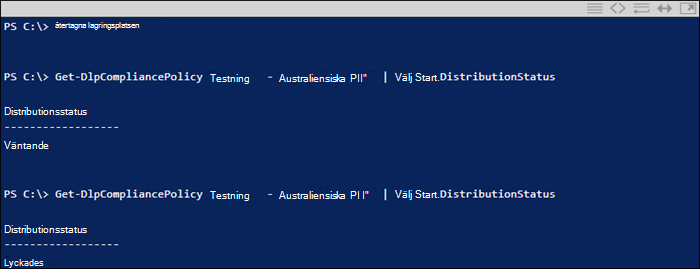 PS C:\> återtagna lagringsplatsen
PS C:\> Get-DlpCompliancePolicy Testning - Australiensiska PII" | Välj Start.DistributionStatus
Distributionsstatus
------------------
Väntande
PS C:\> Get-DlpCompliancePolicy Testning - Australiensiska PII" | Välj Start.DistributionStatus
Distributionsstatus
------------------
Lyckades